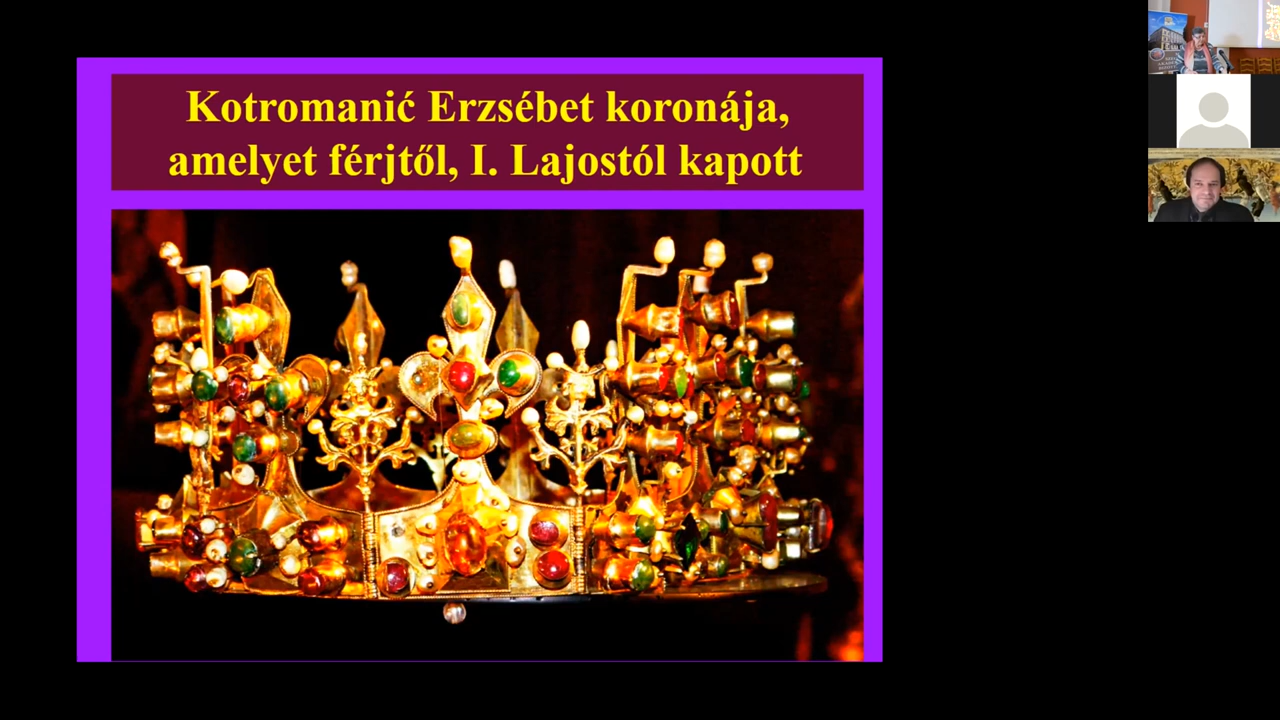 Kotromanić Erzsébet koronája,
amelyet férjtől, I. Lajostól kapott